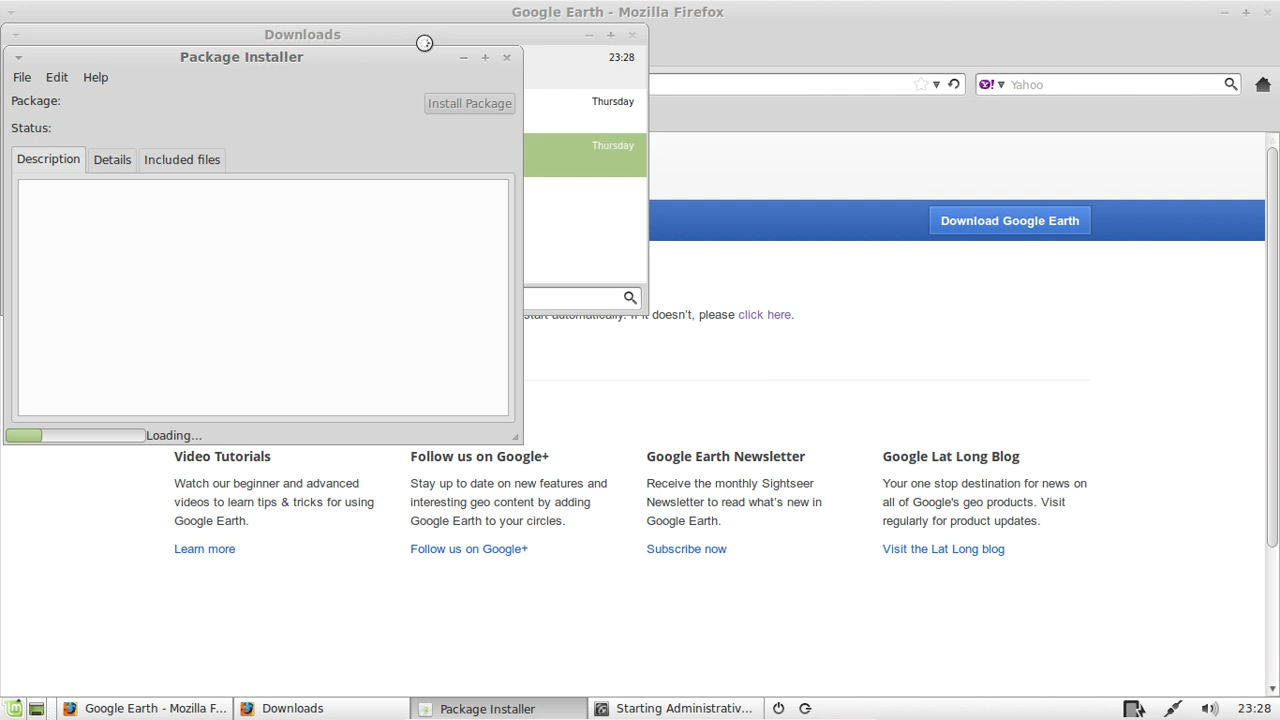 Google Earth - Mozilla Firefox
Downloads
Package Installer
23:28
File Edit Help
Yahoo
Package:
Install Package
Thursday
Status:
Thursday
Description Details Included files
Download Google Earth
start automatically. If it doesn't, please click here.
Loading...
Video Tutorials
Watch our beginner and advanced
videos to learn tips & tricks for using
Google Earth.
Learn more
Follow us on Google+
Stay up to date on new features and
interesting geo content by adding
Google Earth to your circles.
Follow us on Google+
Google Earth Newsletter
Receive the monthly Sightseer
Newsletter to read what's new in
Google Earth.
Subscribe now
Google Lat Long Blog
Your one stop destination for news on
all of Google's geo products. Visit
regularly for product updates.
Visit the Lat Long blog
Google Earth - Mozilla F...
Downloads
Package Installer
Starting Administrativ...
23:28